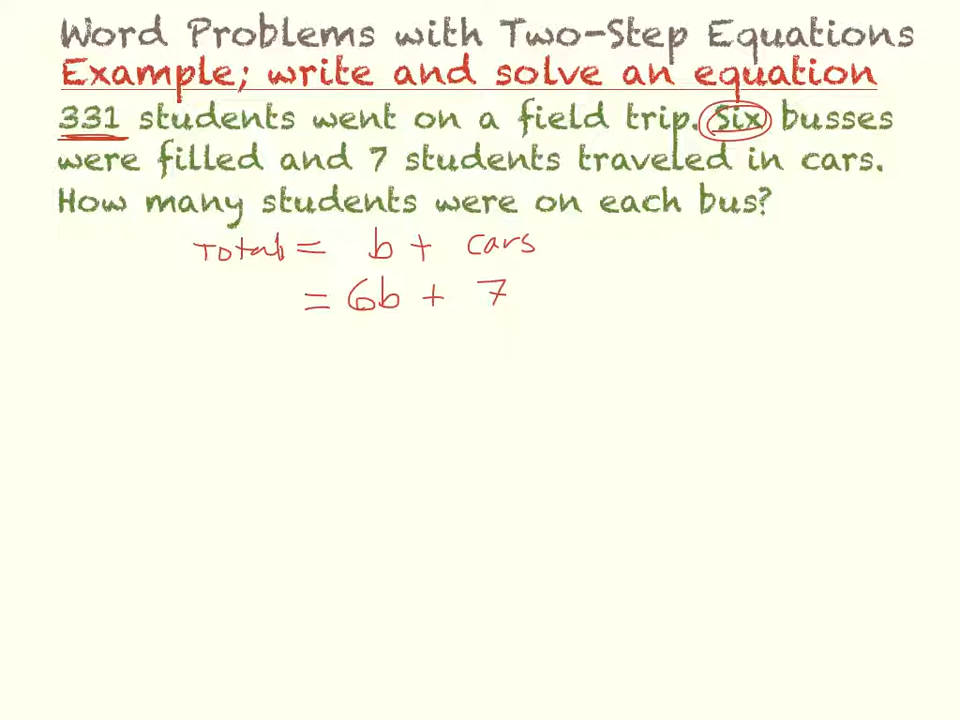 Word Problems with Two-Step Equations
Example; write and solve an equation
331 students went on a field trip. Six busses
were filled and 7 students traveled in cars.
How many students were on each bus?
Total = b + cars
= 6b + 7